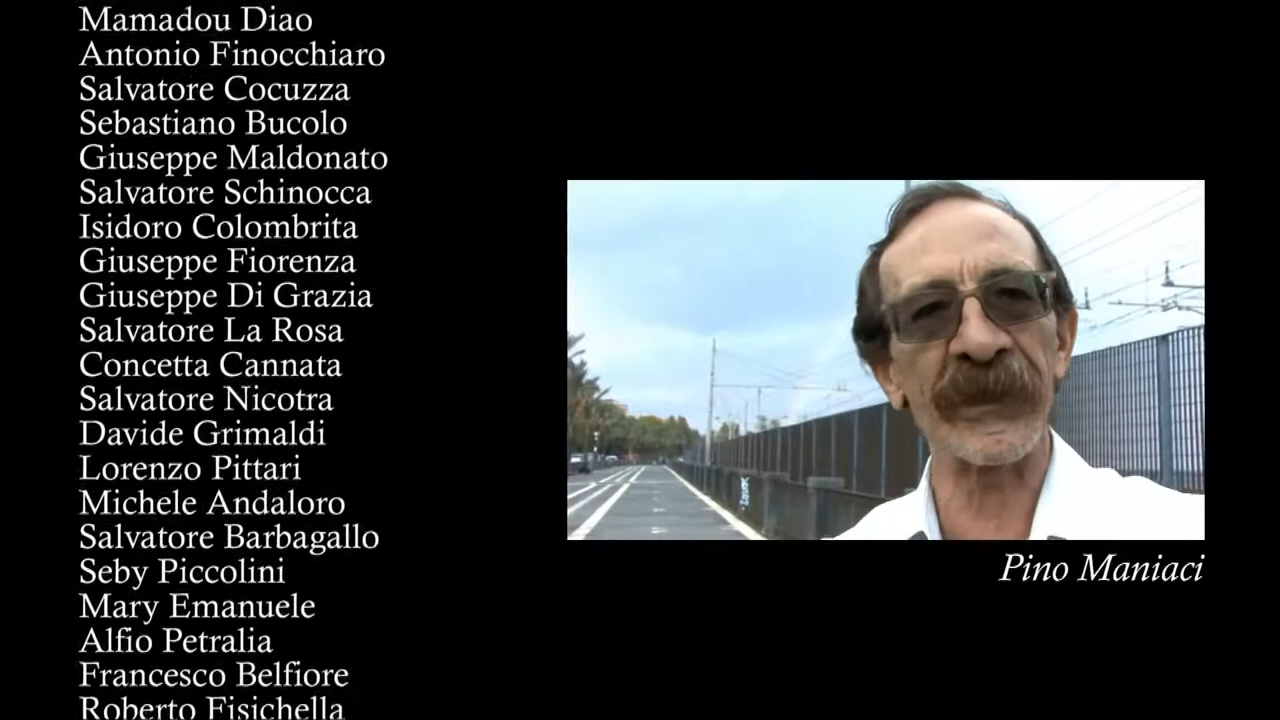 Mamadou Diao
Antonio Finocchiaro
Salvatore Cocuzza
Sebastiano Bucolo
Giuseppe Maldonato
Salvatore Schinocca
Isidoro Colombrita
Giuseppe Fiorenza
Giuseppe Di Grazia
Salvatore La Rosa
Concetta Cannata
Salvatore Nicotra
Davide Grimaldi
Lorenzo Pittari
Michele Andaloro
Salvatore Barbagallo
Seby Piccolini
Mary Emanuele
Alfio Petralia
Francesco Belfiore
Roberto Fisichella
Pino Maniaci